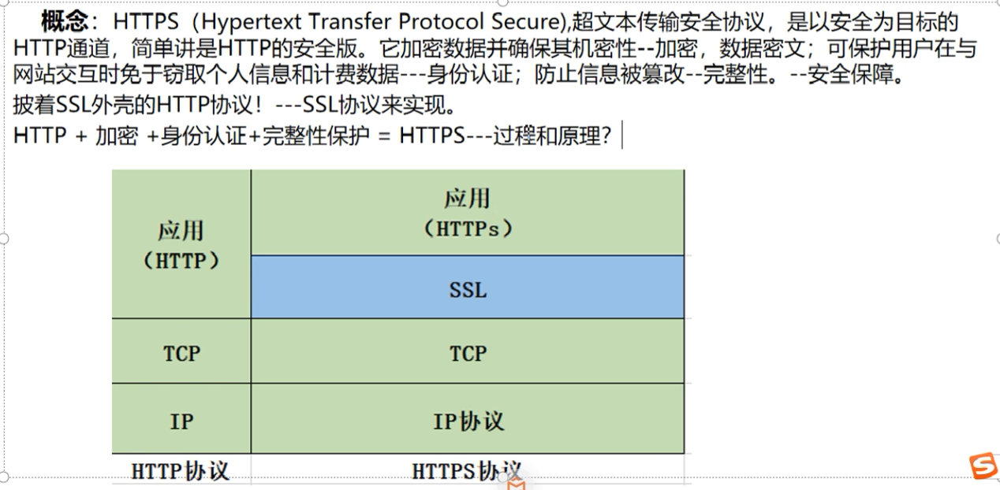 概念：HTTPS（Hypertext Transfer Protocol Secure),超文本传输安全协议，是以安全为目标的
HTTP通道，简单讲是HTTP的安全版。它加密数据并确保其机密性--加密，数据密文；可保护用户在与
网站交互时免于窃取个人信息和计费数据---身份认证；防止信息被篡改--完整性。--安全保障。
披着SSL外壳的HTTP协议！---SSL协议来实现。
HTTP + 加密 +身份认证+完整性保护 = HTTPS---过程和原理?
应用
（HTTP）
应用
（HTTPs）
SSL
TCP
TCP
IP
IP协议
HTTP协议
HTTPS协议